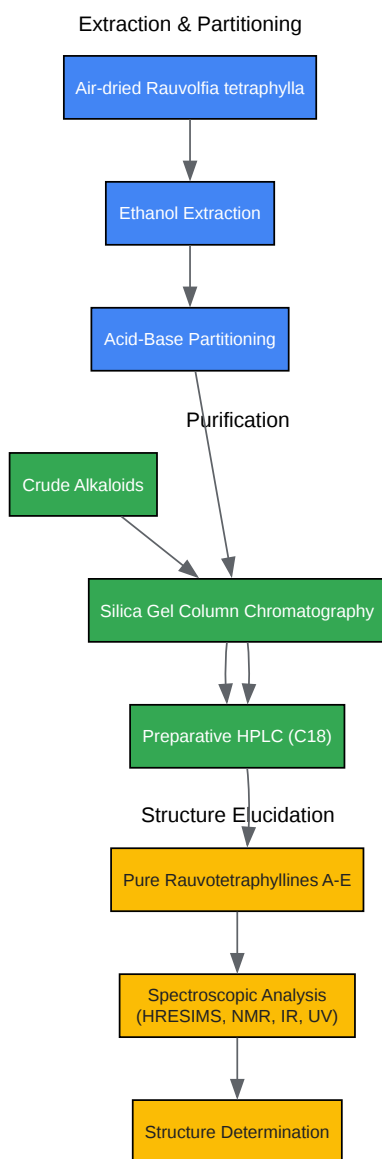 Extraction & Partitioning
Air-dried Rauvolfia tetraphylla
Ethanol Extraction
Acid-Base Partitioning
Purification
Crude Alkaloids
Silica Gel Column Chromatography
Preparative HPLC (C18)
Structure Elucidation
Pure Rauvotetraphyllines A-E
Spectroscopic Analysis
(HRESIMS, NMR, IR, UV)
Structure Determination